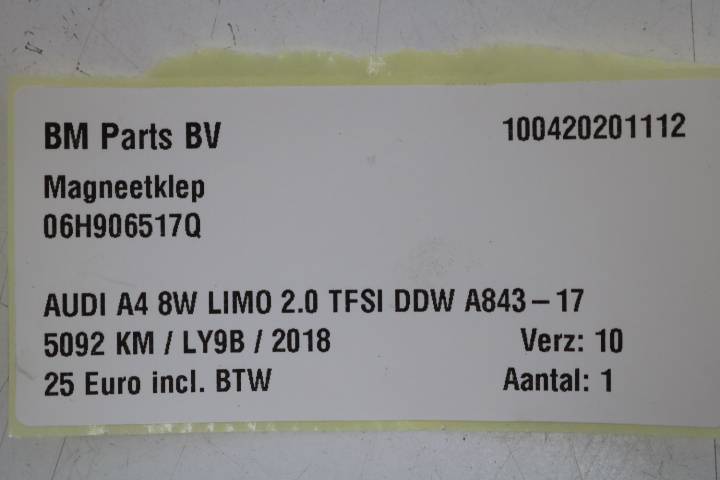 BM Parts BV 100420201112
Magneetklep
06H906517Q
AUDI A4 8W LIMO 2.0 TFSI DDW A843-17
5092 KM / LY9B / 2018 Verz: 10
25 Euro incl. BTW Aantal: 1